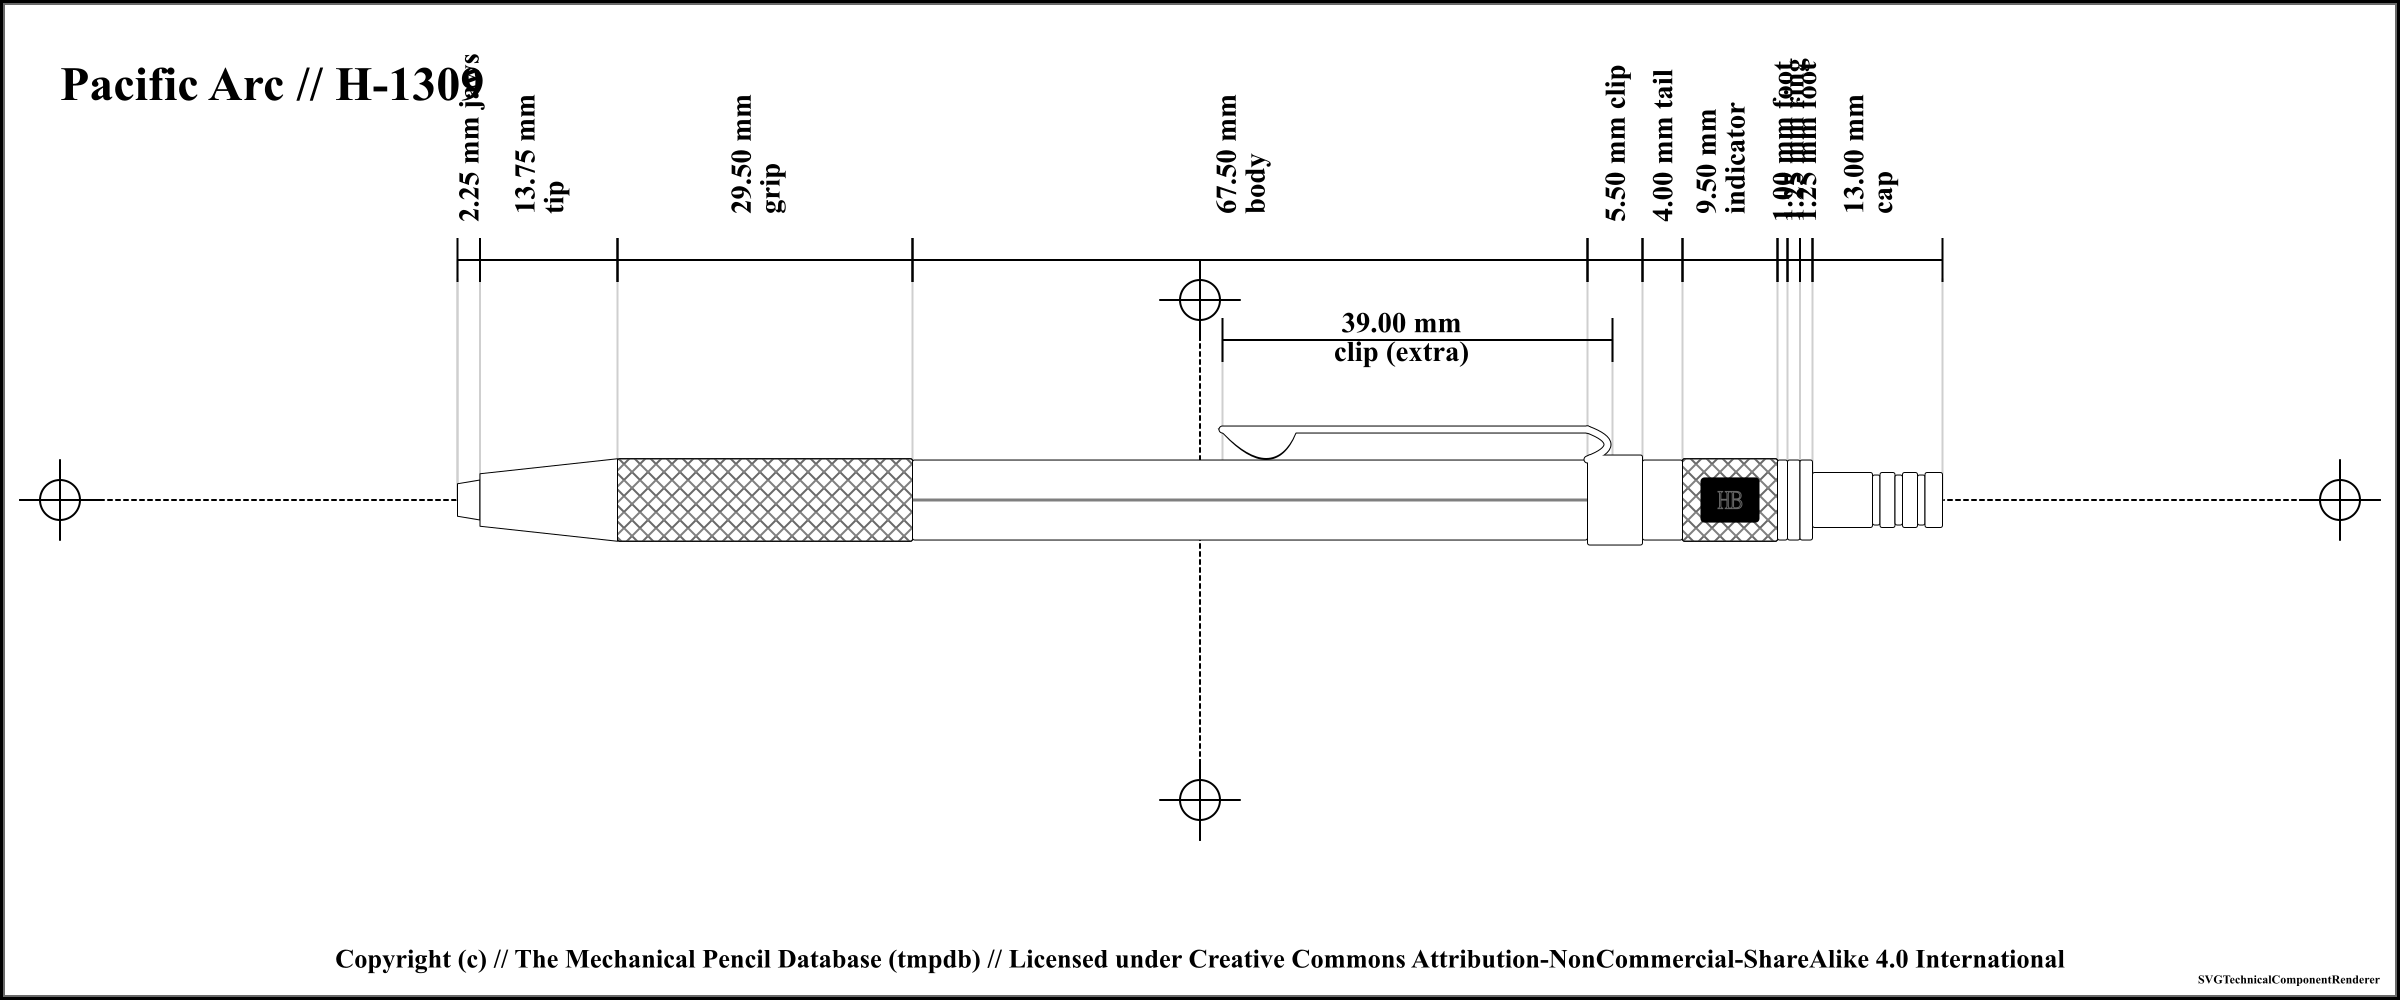 Pacific Arc // H-1309
2.25 mm jaws
13.75 mm
tip
29.50 mm
grip
67.50 mm
body
5.50 mm clip
4.00 mm tail
9.50 mm
indicator
1.00 mm foot
1.25 mm ring
1.25 mm foot
13.00 mm
cap
39.00 mm
clip (extra)
HB
Copyright (c) // The Mechanical Pencil Database (tmpdb) // Licensed under Creative Commons Attribution-NonCommercial-ShareAlike 4.0 International
SVGTechnicalComponentRenderer